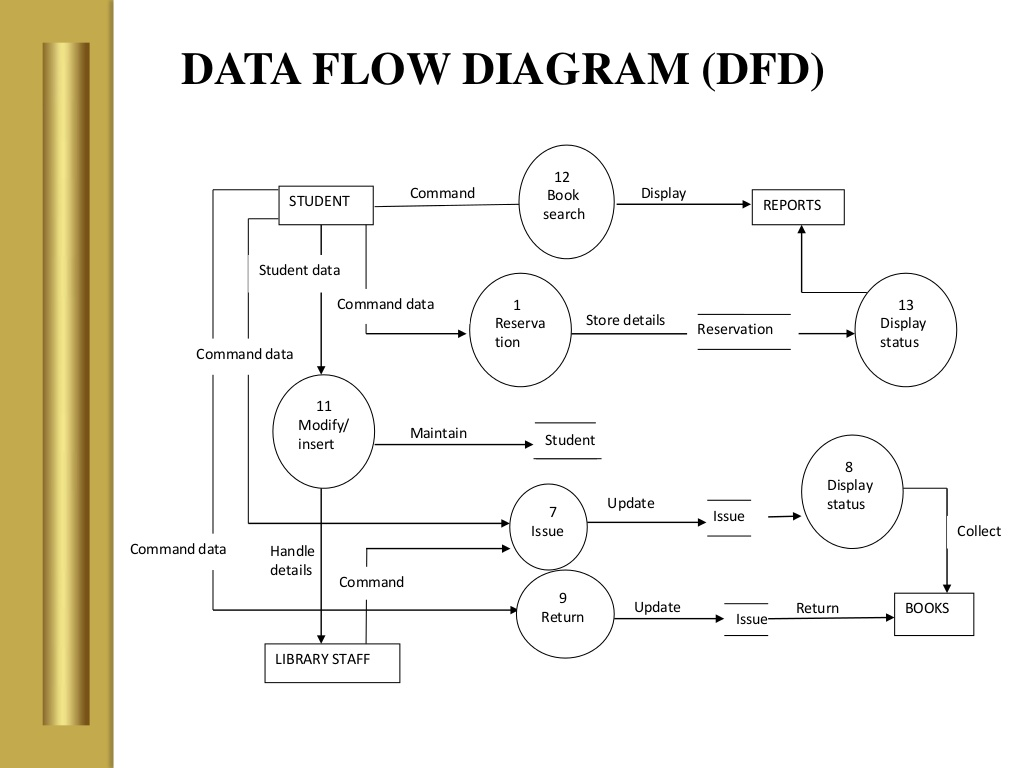 DATA FLOW DIAGRAM (DFD)
12
Book
search
STUDENT
Command
Display
REPORTS
Student data
Command data
1
Reserva
tion
Store details
Reservation
13
Display
status
Command data
11
Modify/
insert
Maintain
Student
8
Display
status
7
Issue
Update
Issue
Collect
Command data
Handle
details
Command
9
Return
Update
Issue
Return
BOOKS
LIBRARY STAFF